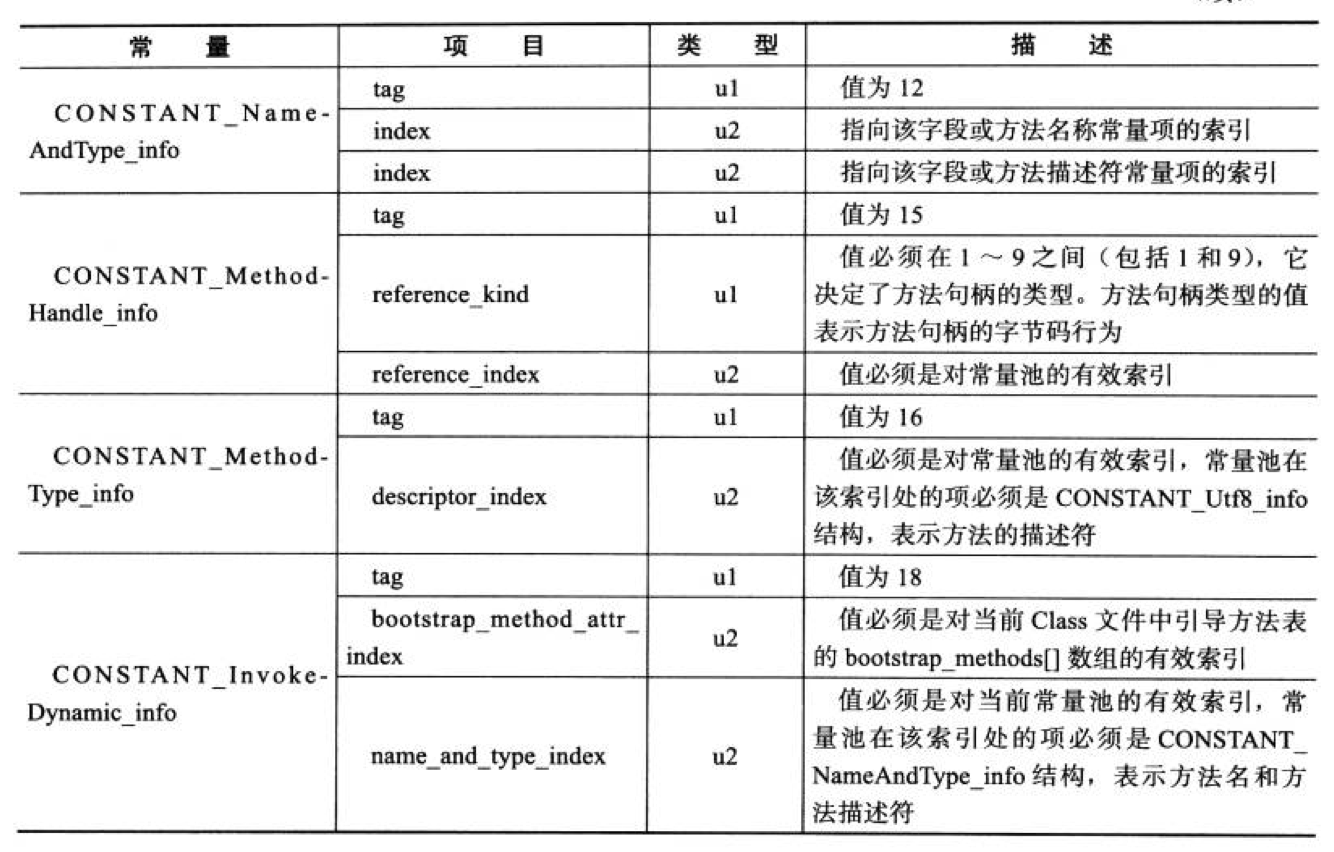 常 量 项 目 类 型 描 述
CONSTANT_Name-
AndType_info
tag u1 值为 12
index u2 指向该字段或方法名称常量项的索引
index u2 指向该字段或方法描述符常量项的索引
CONSTANT_Method-
Handle_info
tag u1 值为 15
reference_kind u1 值必须在 1 ~ 9 之间（包括 1 和 9），它
决定了方法句柄的类型。方法句柄类型的值
表示方法句柄的字节码行为
reference_index u2 值必须是对常量池的有效索引
CONSTANT_Method-
Type_info
tag u1 值为 16
descriptor_index u2 值必须是对常量池的有效索引，常量池在
该索引处的项必须是 CONSTANT_Utf8_info
结构，表示方法的描述符
CONSTANT_Invoke-
Dynamic_info
tag u1 值为 18
bootstrap_method_attr_
index u2 值必须是对当前 Class 文件中引导方法表
的 bootstrap_methods[] 数组的有效索引
name_and_type_index u2 值必须是对当前常量池的有效索引，常
量池在该索引处的项必须是 CONSTANT_
NameAndType_info 结构，表示方法名和方
法描述符